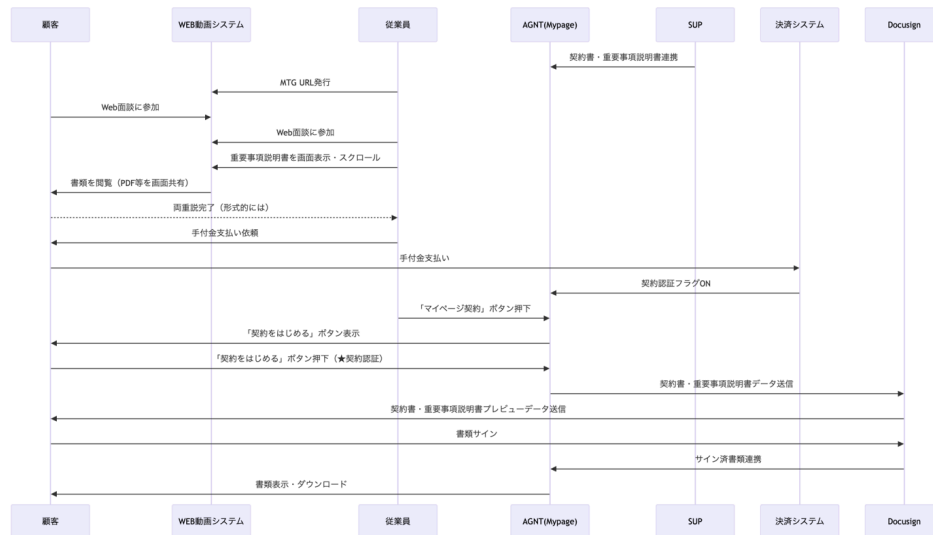 顧客
WEB動画システム
従業員
AGNT(Mypage)
SUP
決済システム
Docusign
契約書・重要事項説明書連携
MTG URL発行
Web面談に参加
Web面談に参加
重要事項説明書を画面表示・スクロール
書類を閲覧（PDF等を画面共有）
両重説完了（形式的には）
手付金支払い依頼
手付金支払い
契約認証フラグON
「マイページ契約」ボタン押下
「契約をはじめる」ボタン表示
「契約をはじめる」ボタン押下（★契約認証）
契約書・重要事項説明書データ送信
契約書・重要事項説明書プレビューデータ送信
書類サイン
サイン済書類連携
書類表示・ダウンロード
顧客
WEB動画システム
従業員
AGNT(Mypage)
SUP
決済システム
Docusign